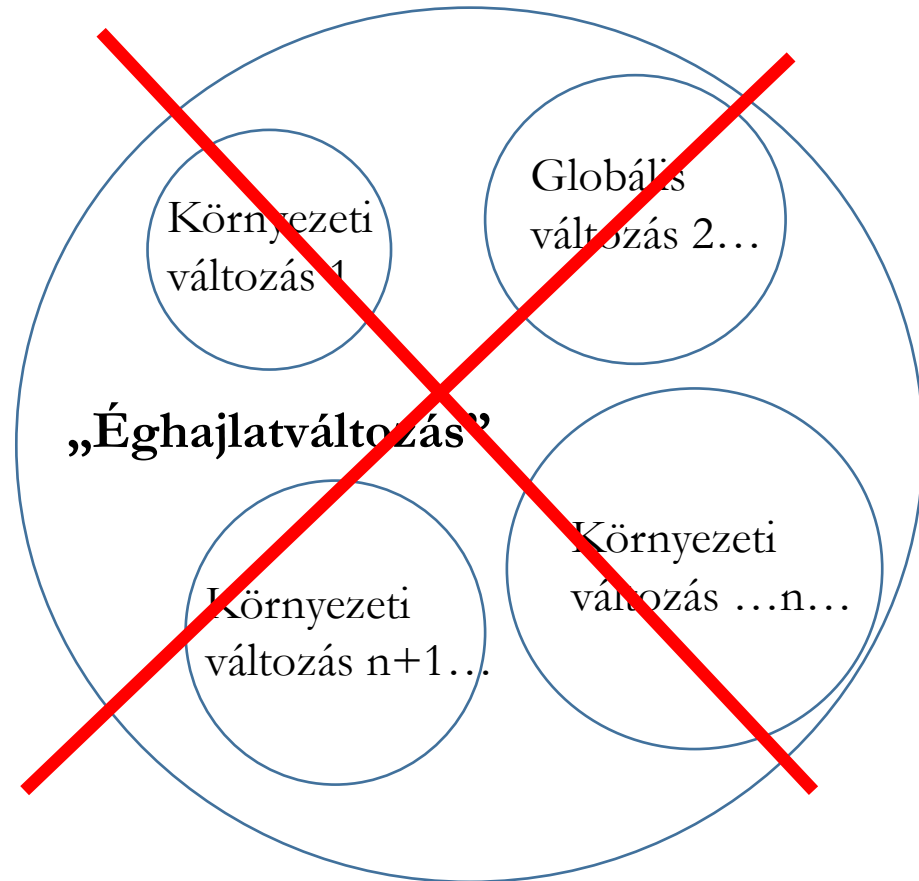 Környezeti
változás 1
Globális
változás 2…
„Éghajlatváltozás”
Környezeti
változás …n…
Környezeti
változás n+1…